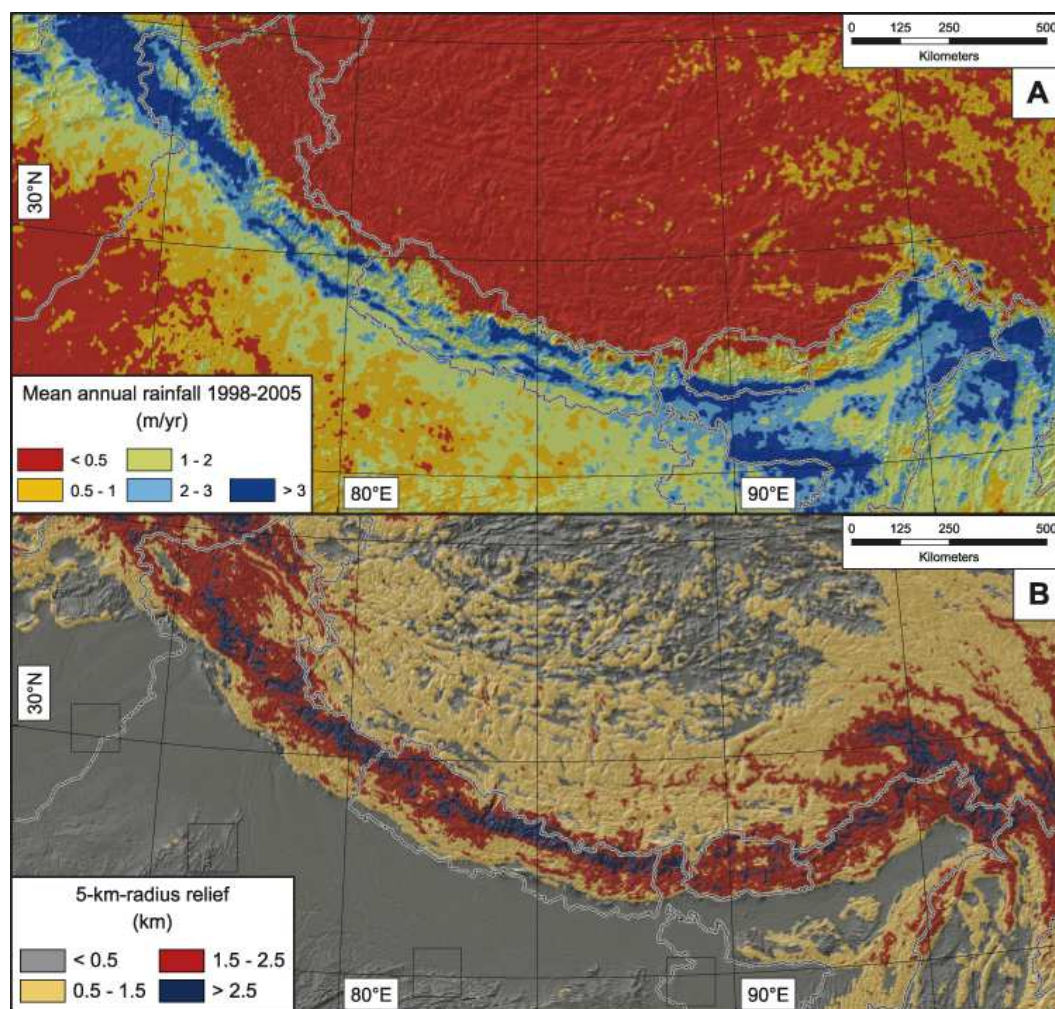 0 125 250 500
Kilometers
A
30°N
Mean annual rainfall 1998-2005
(m/yr)
< 0.5 1 - 2
0.5 - 1 2 - 3 > 3
80°E
90°E
0 125 250 500
Kilometers
B
30°N
5-km-radius relief
(km)
< 0.5 1.5 - 2.5
0.5 - 1.5 > 2.5
80°E
90°E